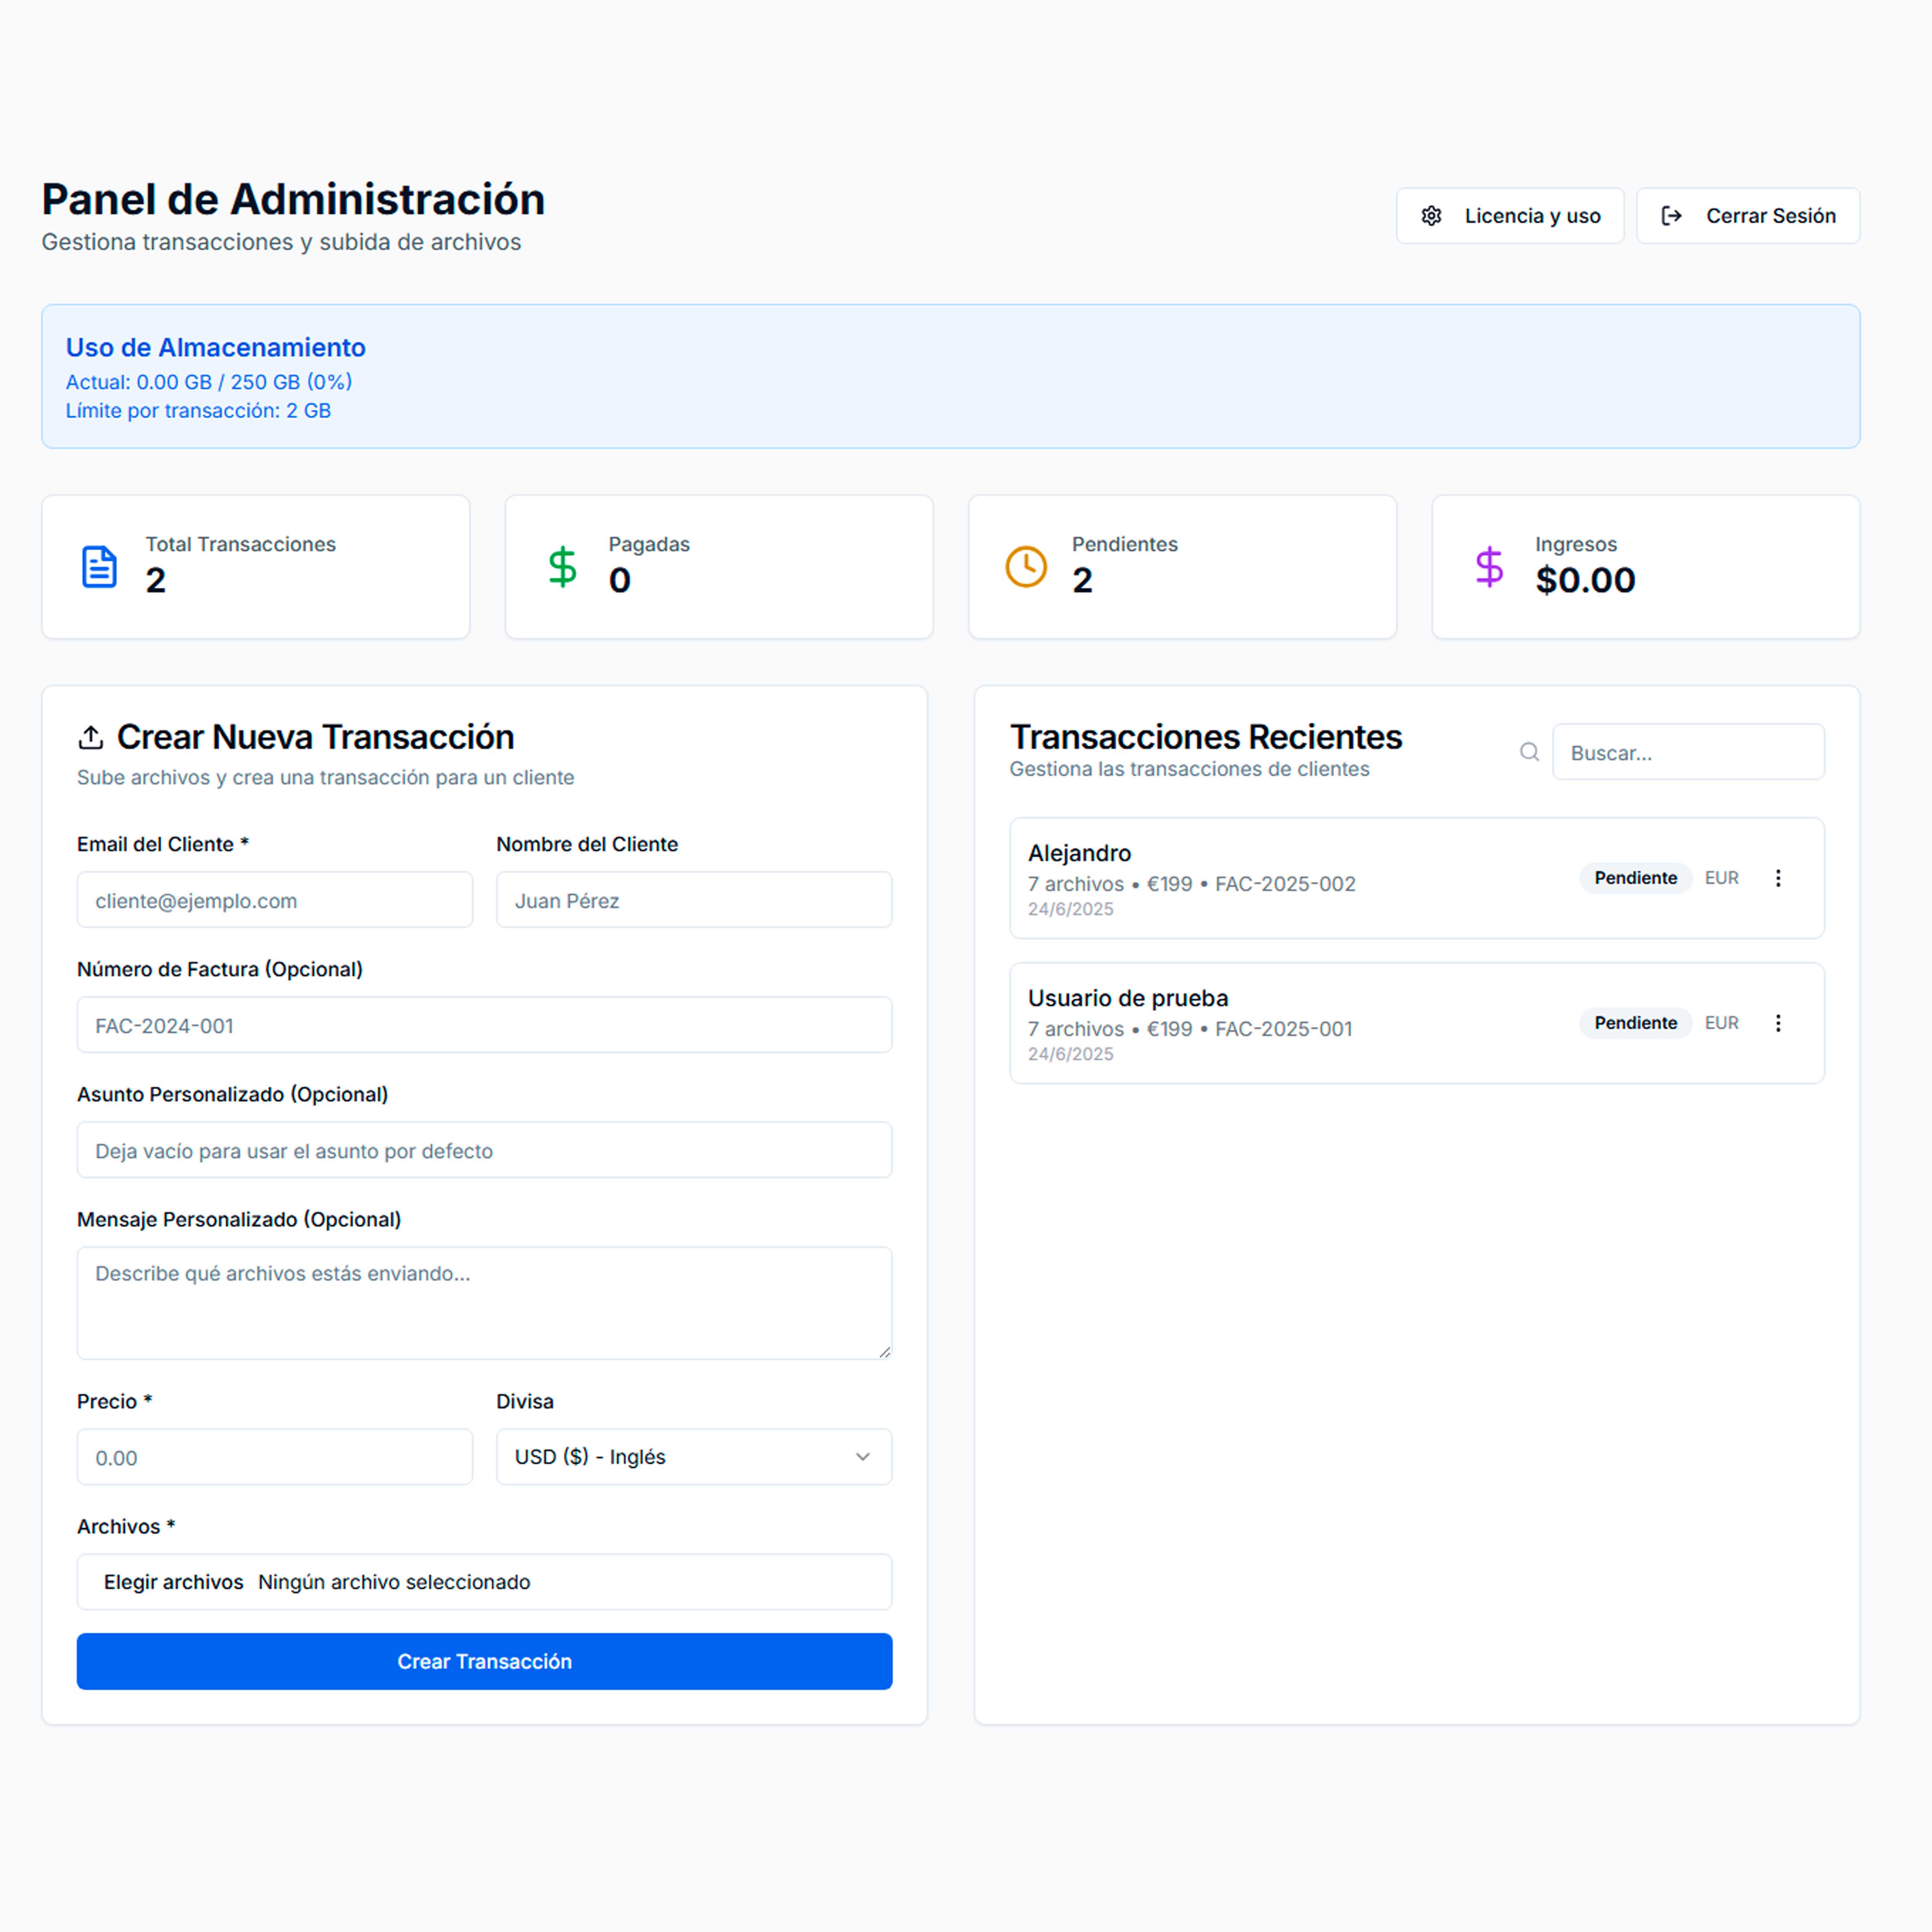 Panel de Administración
Gestiona transacciones y subida de archivos
Licencia y uso
Cerrar Sesión
Uso de Almacenamiento
Actual: 0.00 GB / 250 GB (0%)
Límite por transacción: 2 GB
Total Transacciones
2
Pagadas
0
Pendientes
2
Ingresos
$0.00
Crear Nueva Transacción
Sube archivos y crea una transacción para un cliente
Email del Cliente *
Nombre del Cliente
cliente@ejemplo.com
Juan Pérez
Número de Factura (Opcional)
FAC-2024-001
Asunto Personalizado (Opcional)
Deja vacío para usar el asunto por defecto
Mensaje Personalizado (Opcional)
Describe qué archivos estás enviando...
Precio *
Divisa
0.00
USD ($) - Inglés
Archivos *
Elegir archivos Ningún archivo seleccionado
Crear Transacción
Transacciones Recientes
Gestiona las transacciones de clientes
Buscar...
Alejandro
7 archivos • €199 • FAC-2025-002
24/6/2025
Pendiente EUR
Usuario de prueba
7 archivos • €199 • FAC-2025-001
24/6/2025
Pendiente EUR